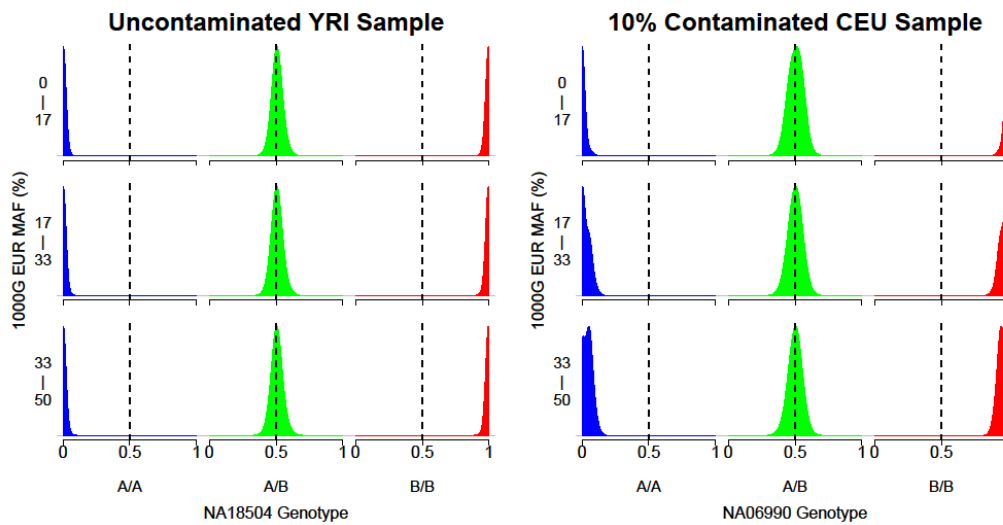 Uncontaminated YRI Sample
1000G EUR MAF (%)
0
|
17
17
|
33
33
|
50
0 0.5 1 0 0.5 1 0 0.5 1
A/A A/B B/B
NA18504 Genotype
10% Contaminated CEU Sample
1000G EUR MAF (%)
0
|
17
17
|
33
33
|
50
0 0.5 1 0 0.5 1 0 0.5
A/A A/B B/B
NA06990 Genotype